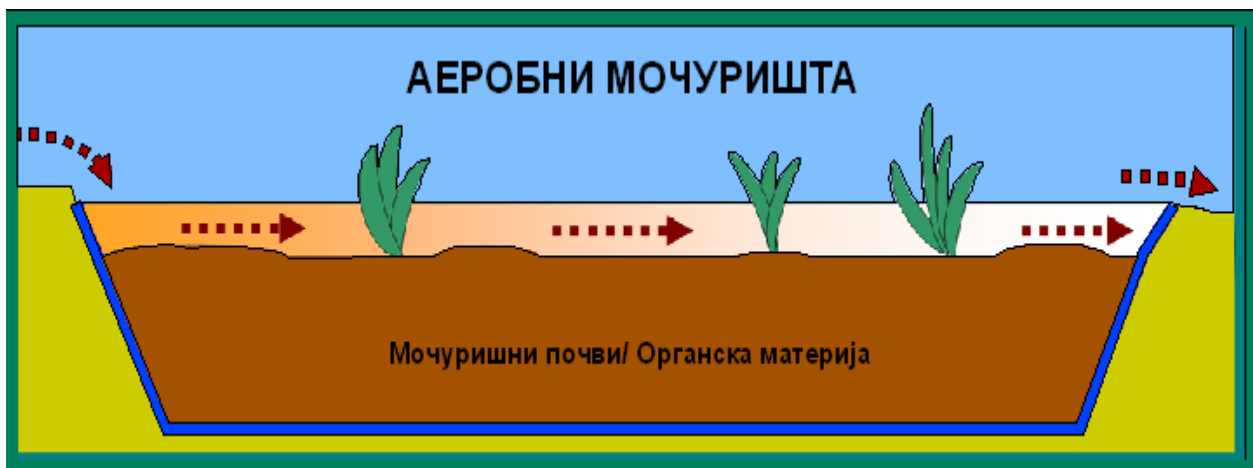 АЕРОБНИ МОЧУРИШТА
Мочуришни почви/ Органска материја